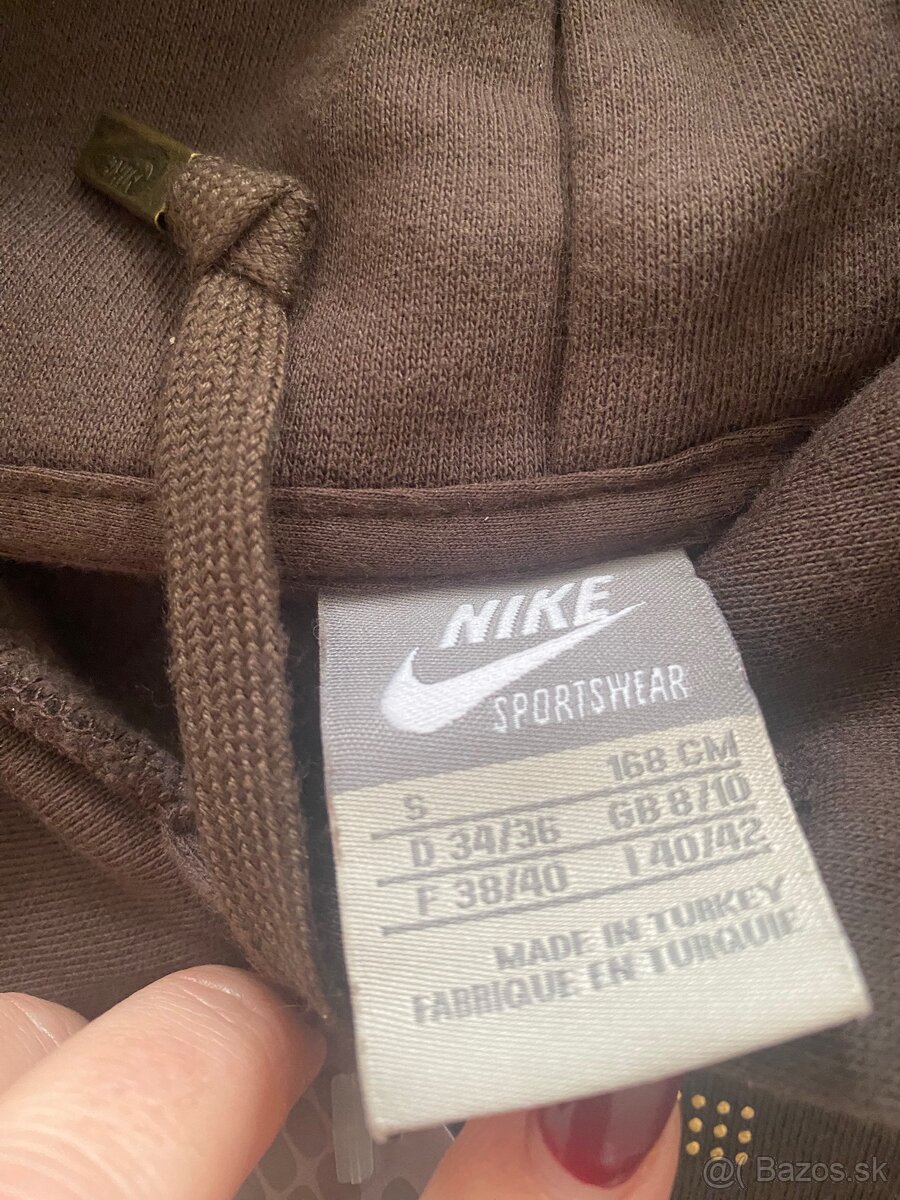 NIKE
NIKE
SPORTSWEAR
S 168 CM
D 34/36 GB 8/10
F 38/40 I 40/42
MADE IN TURKEY
FABRIQUE EN TURQUIE
@( Bazos.sk